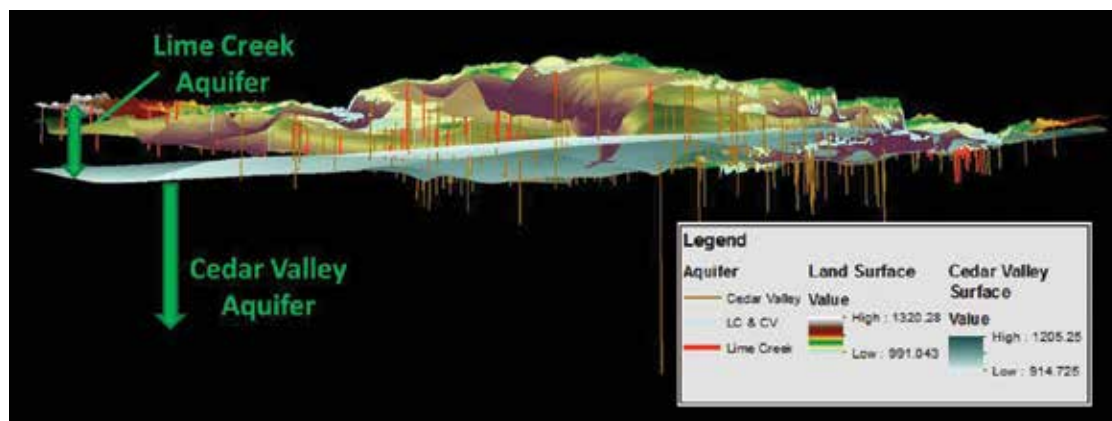 Lime Creek
Aquifer
Cedar Valley
Aquifer
Legend
Aquifer
Cedar Valley
LC & CV
Lime Creek
Land Surface
Value
High : 1320.28
Low : 991.043
Cedar Valley
Surface
Value
High : 1205.25
Low : 914.725